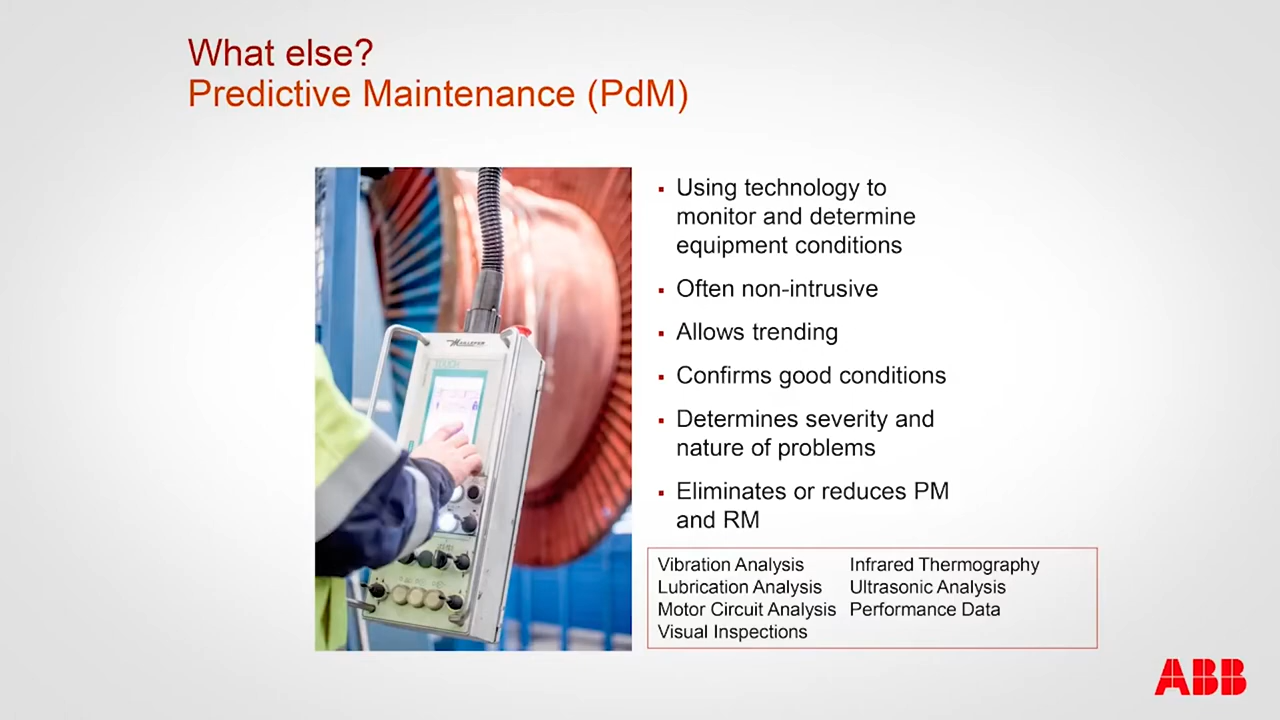 What else?
Predictive Maintenance (PdM)
Using technology to
monitor and determine
equipment conditions
Often non-intrusive
Allows trending
Confirms good conditions
Determines severity and
nature of problems
Eliminates or reduces PM
and RM
Vibration Analysis Infrared Thermography
Lubrication Analysis Ultrasonic Analysis
Motor Circuit Analysis Performance Data
Visual Inspections
MAILLEFER
TOUCH
ABB